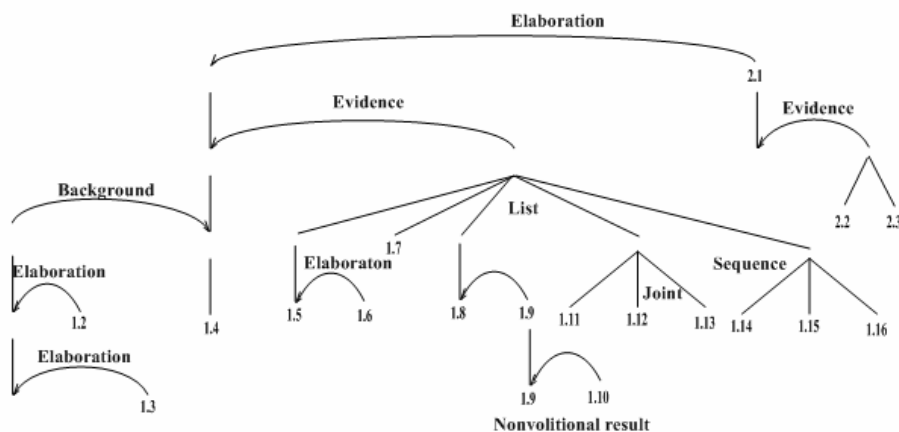 Elaboration
2.1
Evidence
Evidence
Background
List
2.2 2.3
1.7
Elaboration
Elaboraton
Sequence
Joint
1.2 1.4 1.5 1.6 1.8 1.9 1.11 1.12 1.13 1.14 1.15 1.16
Elaboration
1.3
1.9 1.10
Nonvolitional result